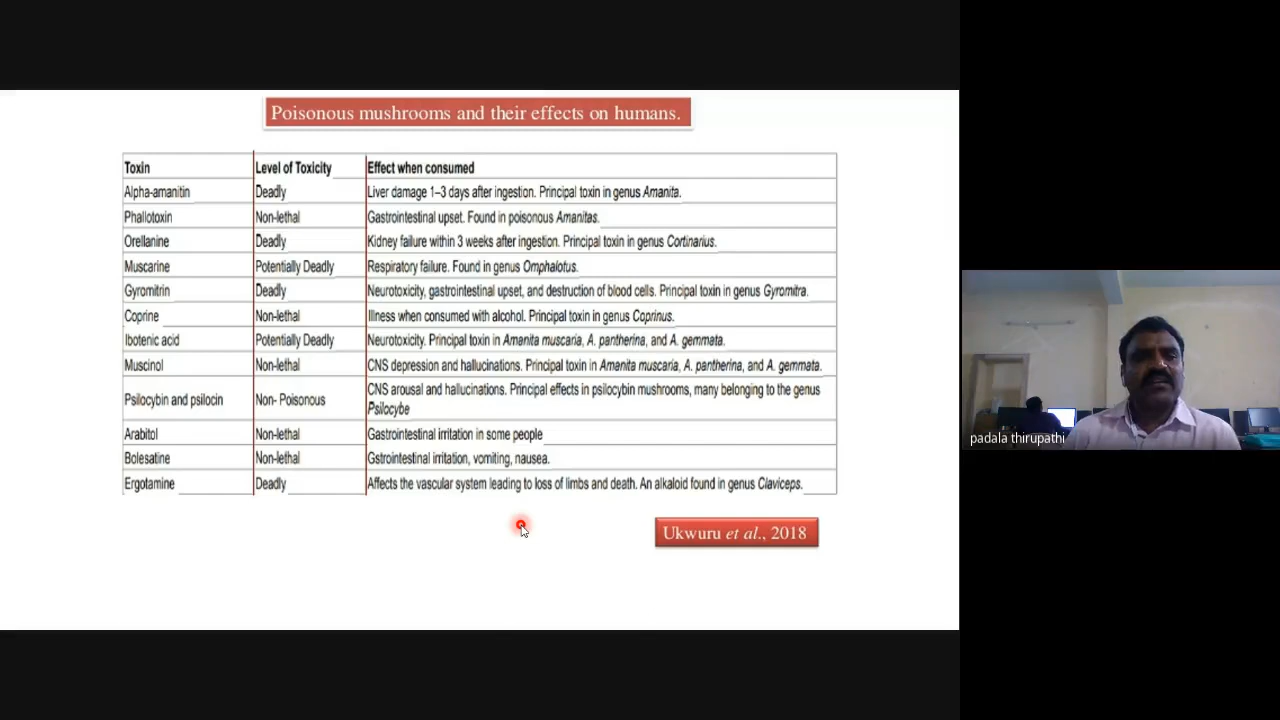 Poisonous mushrooms and their effects on humans.
Toxin Level of Toxicity Effect when consumed
Alpha-amanitin Deadly Liver damage 1–3 days after ingestion. Principal toxin in genus Amanita.
Phallotoxin Non-lethal Gastrointestinal upset. Found in poisonous Amanitas.
Orellanine Deadly Kidney failure within 3 weeks after ingestion. Principal toxin in genus Cortinarius.
Muscarine Potentially Deadly Respiratory failure. Found in genus Omphalotus.
Gyromitrin Deadly Neurotoxicity, gastrointestinal upset, and destruction of blood cells. Principal toxin in genus Gyromitra.
Coprine Non-lethal Illness when consumed with alcohol. Principal toxin in genus Coprinus.
Ibotenic acid Potentially Deadly Neurotoxicity. Principal toxin in Amanita muscaria, A. pantherina, and A. gemmata.
Muscinol Non-lethal CNS depression and hallucinations. Principal toxin in Amanita muscaria, A. pantherina, and A. gemmata.
Psilocybin and psilocin Non- Poisonous CNS arousal and hallucinations. Principal effects in psilocybin mushrooms, many belonging to the genus
Psilocybe
Arabitol Non-lethal Gastrointestinal irritation in some people
Bolesatine Non-lethal Gstrointestinal irritation, vomiting, nausea.
Ergotamine Deadly Affects the vascular system leading to loss of limbs and death. An alkaloid found in genus Claviceps.
Ukwuru et al., 2018
padala thirupathi